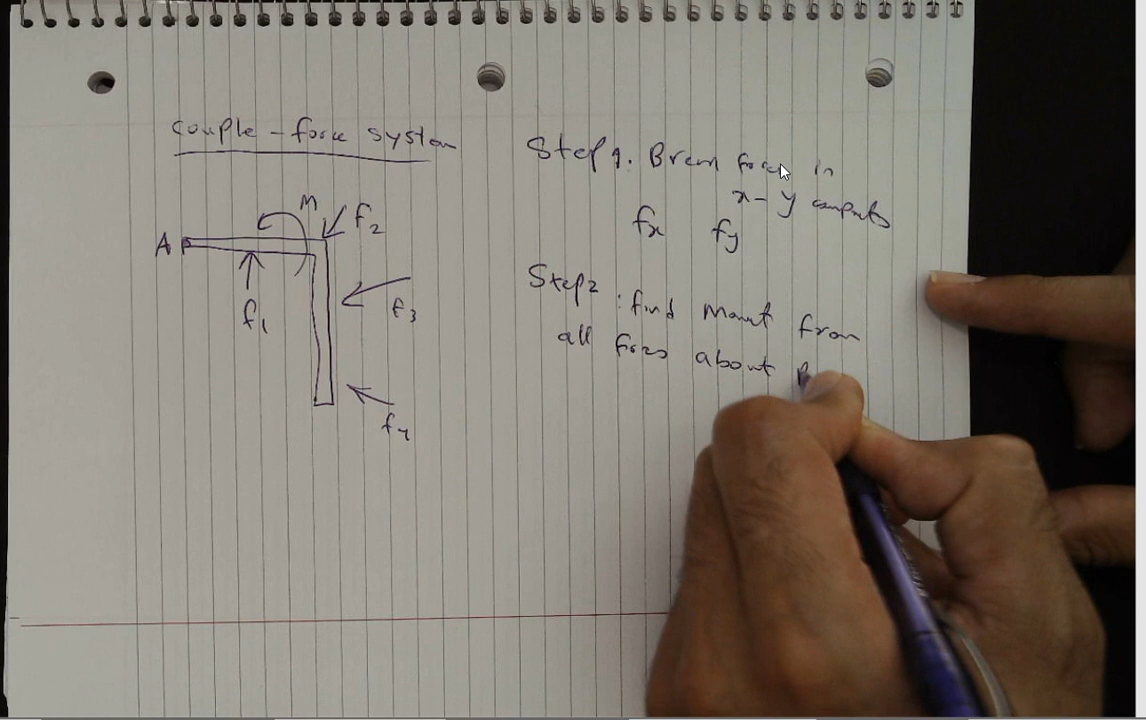 Couple - force system
M
f2
A
f1
f3
f4
Step 1. Break forces in
x - y components
fx fy
Step 2 : find Moment from
all forces about